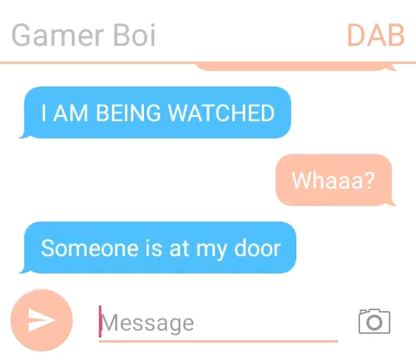 Gamer Boi
DAB
I AM BEING WATCHED
Whaaa?
Someone is at my door
Message